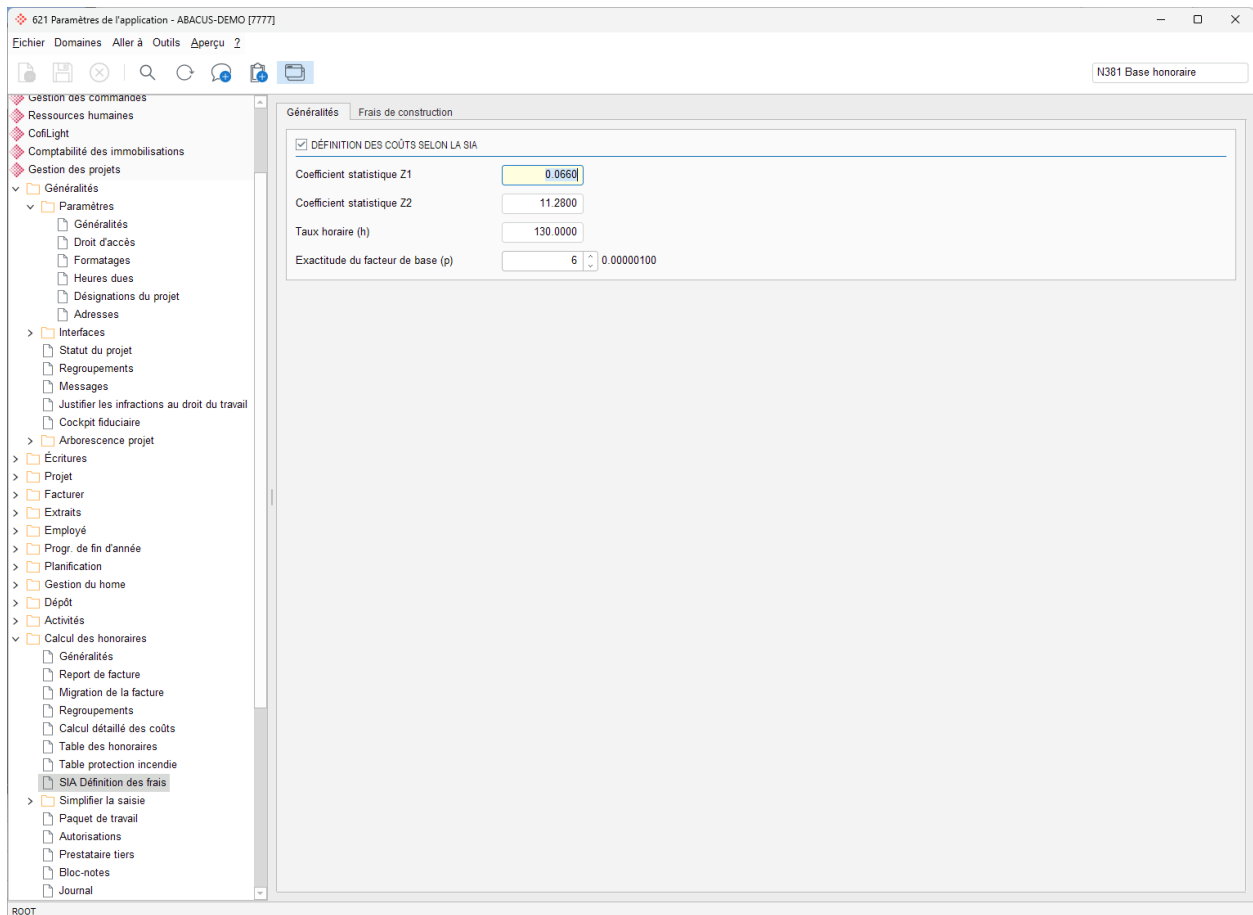 621 Paramètres de l'application - ABACUS-DEMO [7777]
Fichier Domaines Aller à Outils Aperçu ?
N381 Base honoraire
Gestion des commandes
Ressources humaines
CofiLight
Comptabilité des immobilisations
Gestion des projets
Généralités
Paramètres
Généralités
Droit d'accès
Formatages
Heures dues
Désignations du projet
Adresses
Interfaces
Statut du projet
Regroupements
Messages
Justifier les infractions au droit du travail
Cockpit fiduciaire
Arborescence projet
Écritures
Projet
Facturer
Extraits
Employé
Progr. de fin d'année
Planification
Gestion du home
Dépôt
Activités
Calcul des honoraires
Généralités
Report de facture
Migration de la facture
Regroupements
Calcul détaillé des coûts
Table des honoraires
Table protection incendie
SIA Définition des frais
Simplifier la saisie
Paquet de travail
Autorisations
Prestataire tiers
Bloc-notes
Journal
Généralités Frais de construction
DÉFINITION DES COÛTS SELON LA SIA
Coefficient statistique Z1 0.0660
Coefficient statistique Z2 11.2800
Taux horaire (h) 130.0000
Exactitude du facteur de base (p) 6 0.00000100
ROOT